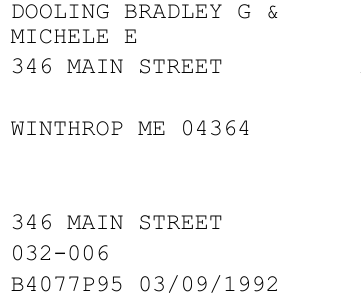 DOOLING BRADLEY G &
MICHELE E
346 MAIN STREET
WINTHROP ME 04364
346 MAIN STREET
032-006
B4077P95 03/09/1992